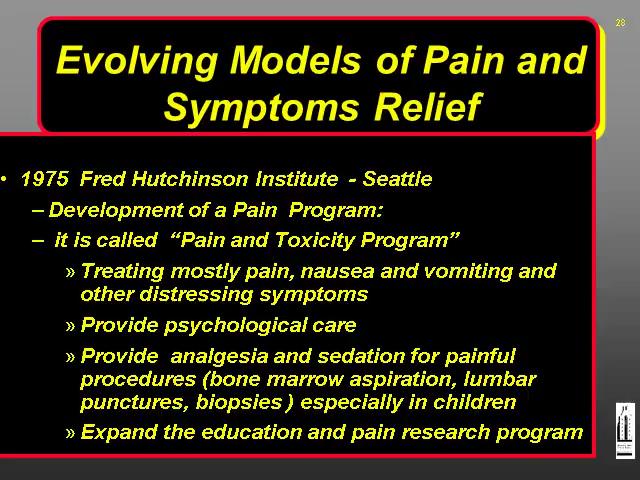 28
Evolving Models of Pain and
Symptoms Relief
• 1975 Fred Hutchinson Institute - Seattle
– Development of a Pain Program:
– it is called “Pain and Toxicity Program”
» Treating mostly pain, nausea and vomiting and
other distressing symptoms
» Provide psychological care
» Provide analgesia and sedation for painful
procedures (bone marrow aspiration, lumbar
punctures, biopsies ) especially in children
» Expand the education and pain research program